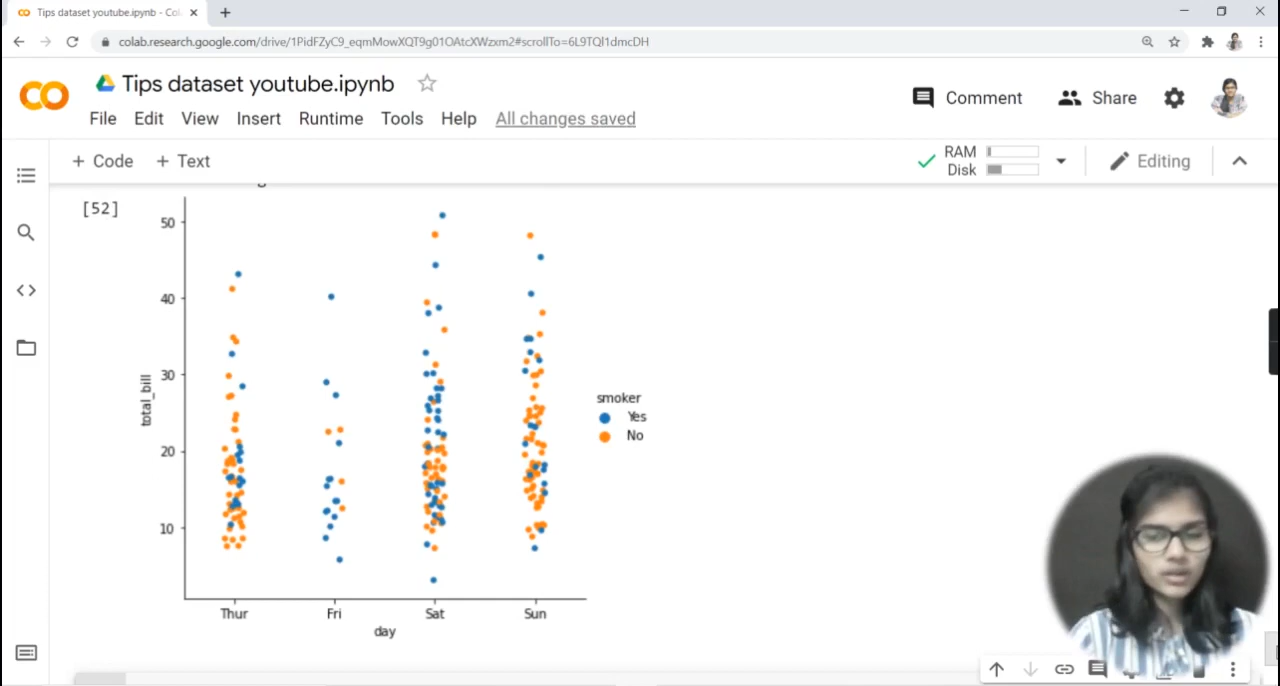 Tips dataset youtube.ipynb - Col
colab.research.google.com/drive/1PidFZyC9_eqmMowXQT9g01OAtcXWzxm2#scrollTo=6L9TQl1dmcDH
Tips dataset youtube.ipynb
Comment
Share
File Edit View Insert Runtime Tools Help All changes saved
+ Code + Text
RAM
Disk
Editing
[52]
50
40
30
20
10
total_bill
smoker
Yes
No
Thur Fri Sat Sun
day